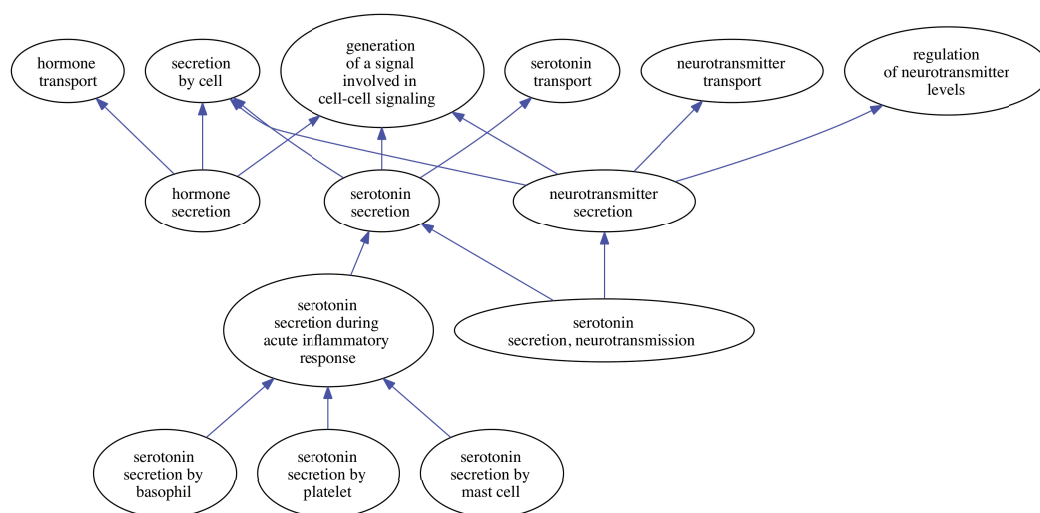 hormone
transport
secretion
by cell
generation
of a signal
involved in
cell-cell signaling
serotonin
transport
neurotransmitter
transport
regulation
of neurotransmitter
levels
hormone
secretion
serotonin
secretion
neurotransmitter
secretion
serotonin
secretion during
acute inflammatory
response
serotonin
secretion, neurotransmission
serotonin
secretion by
basophil
serotonin
secretion by
platelet
serotonin
secretion by
mast cell